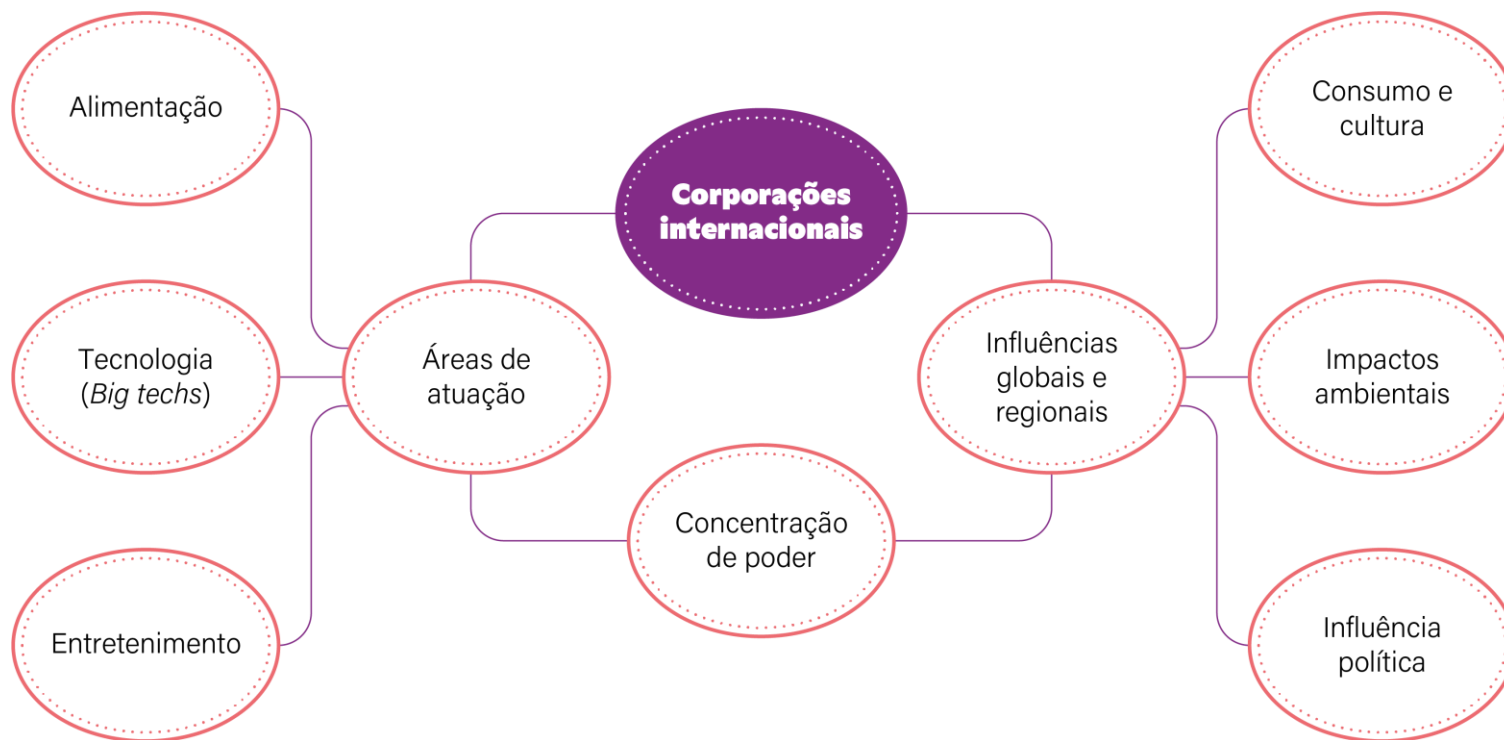 Corporações
internacionais
Áreas de
atuação
Alimentação
Tecnologia
(Big techs)
Entretenimento
Concentração
de poder
Influências
globais e
regionais
Consumo e
cultura
Impactos
ambientais
Influência
política